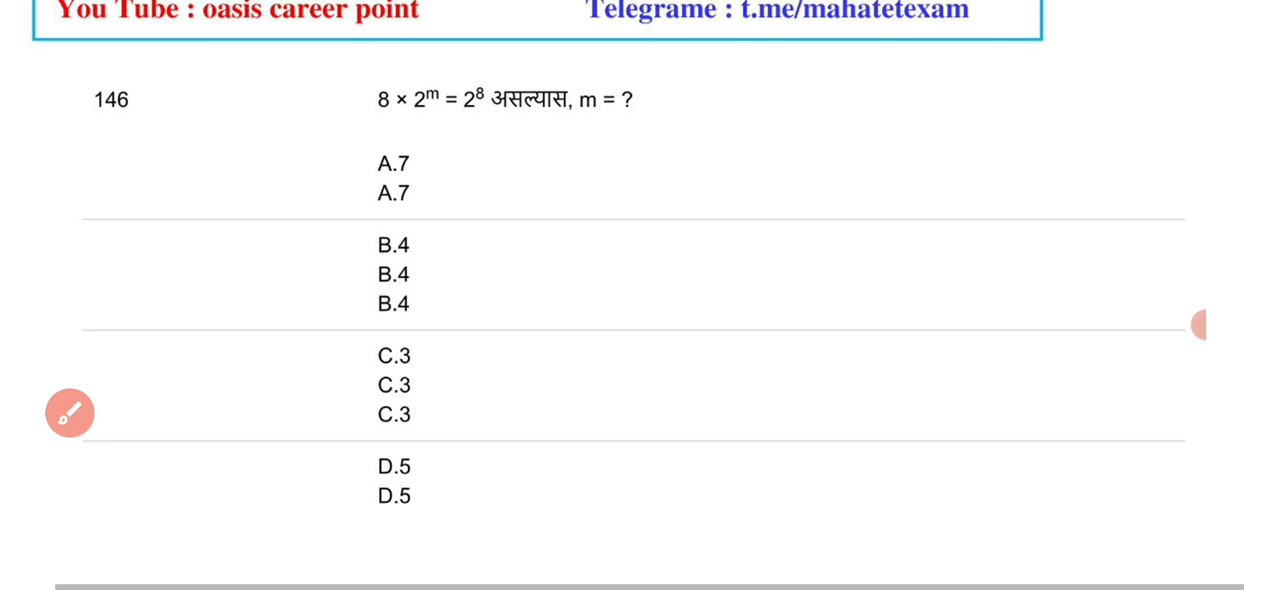 You Tube : oasis career point Telegrame : t.me/mahatetexam
146 8 × 2ᵐ = 2⁸ असल्यास, m = ?
A.7
A.7
B.4
B.4
B.4
C.3
C.3
C.3
D.5
D.5